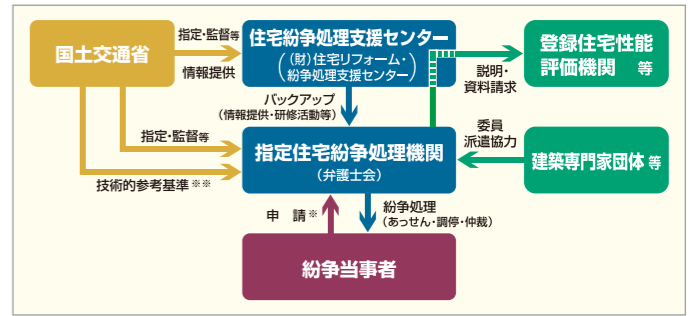 国土交通省
指定・監督等
情報提供
住宅紛争処理支援センター
(財)住宅リフォーム・
紛争処理支援センター
登録住宅性能
評価機関 等
説明・
資料請求
バックアップ
(情報提供・研修活動等)
指定・監督等
技術的参考基準※※
指定住宅紛争処理機関
(弁護士会)
委員
派遣協力
建築専門家団体 等
申 請※
紛争処理
(あっせん・調停・仲裁)
紛争当事者